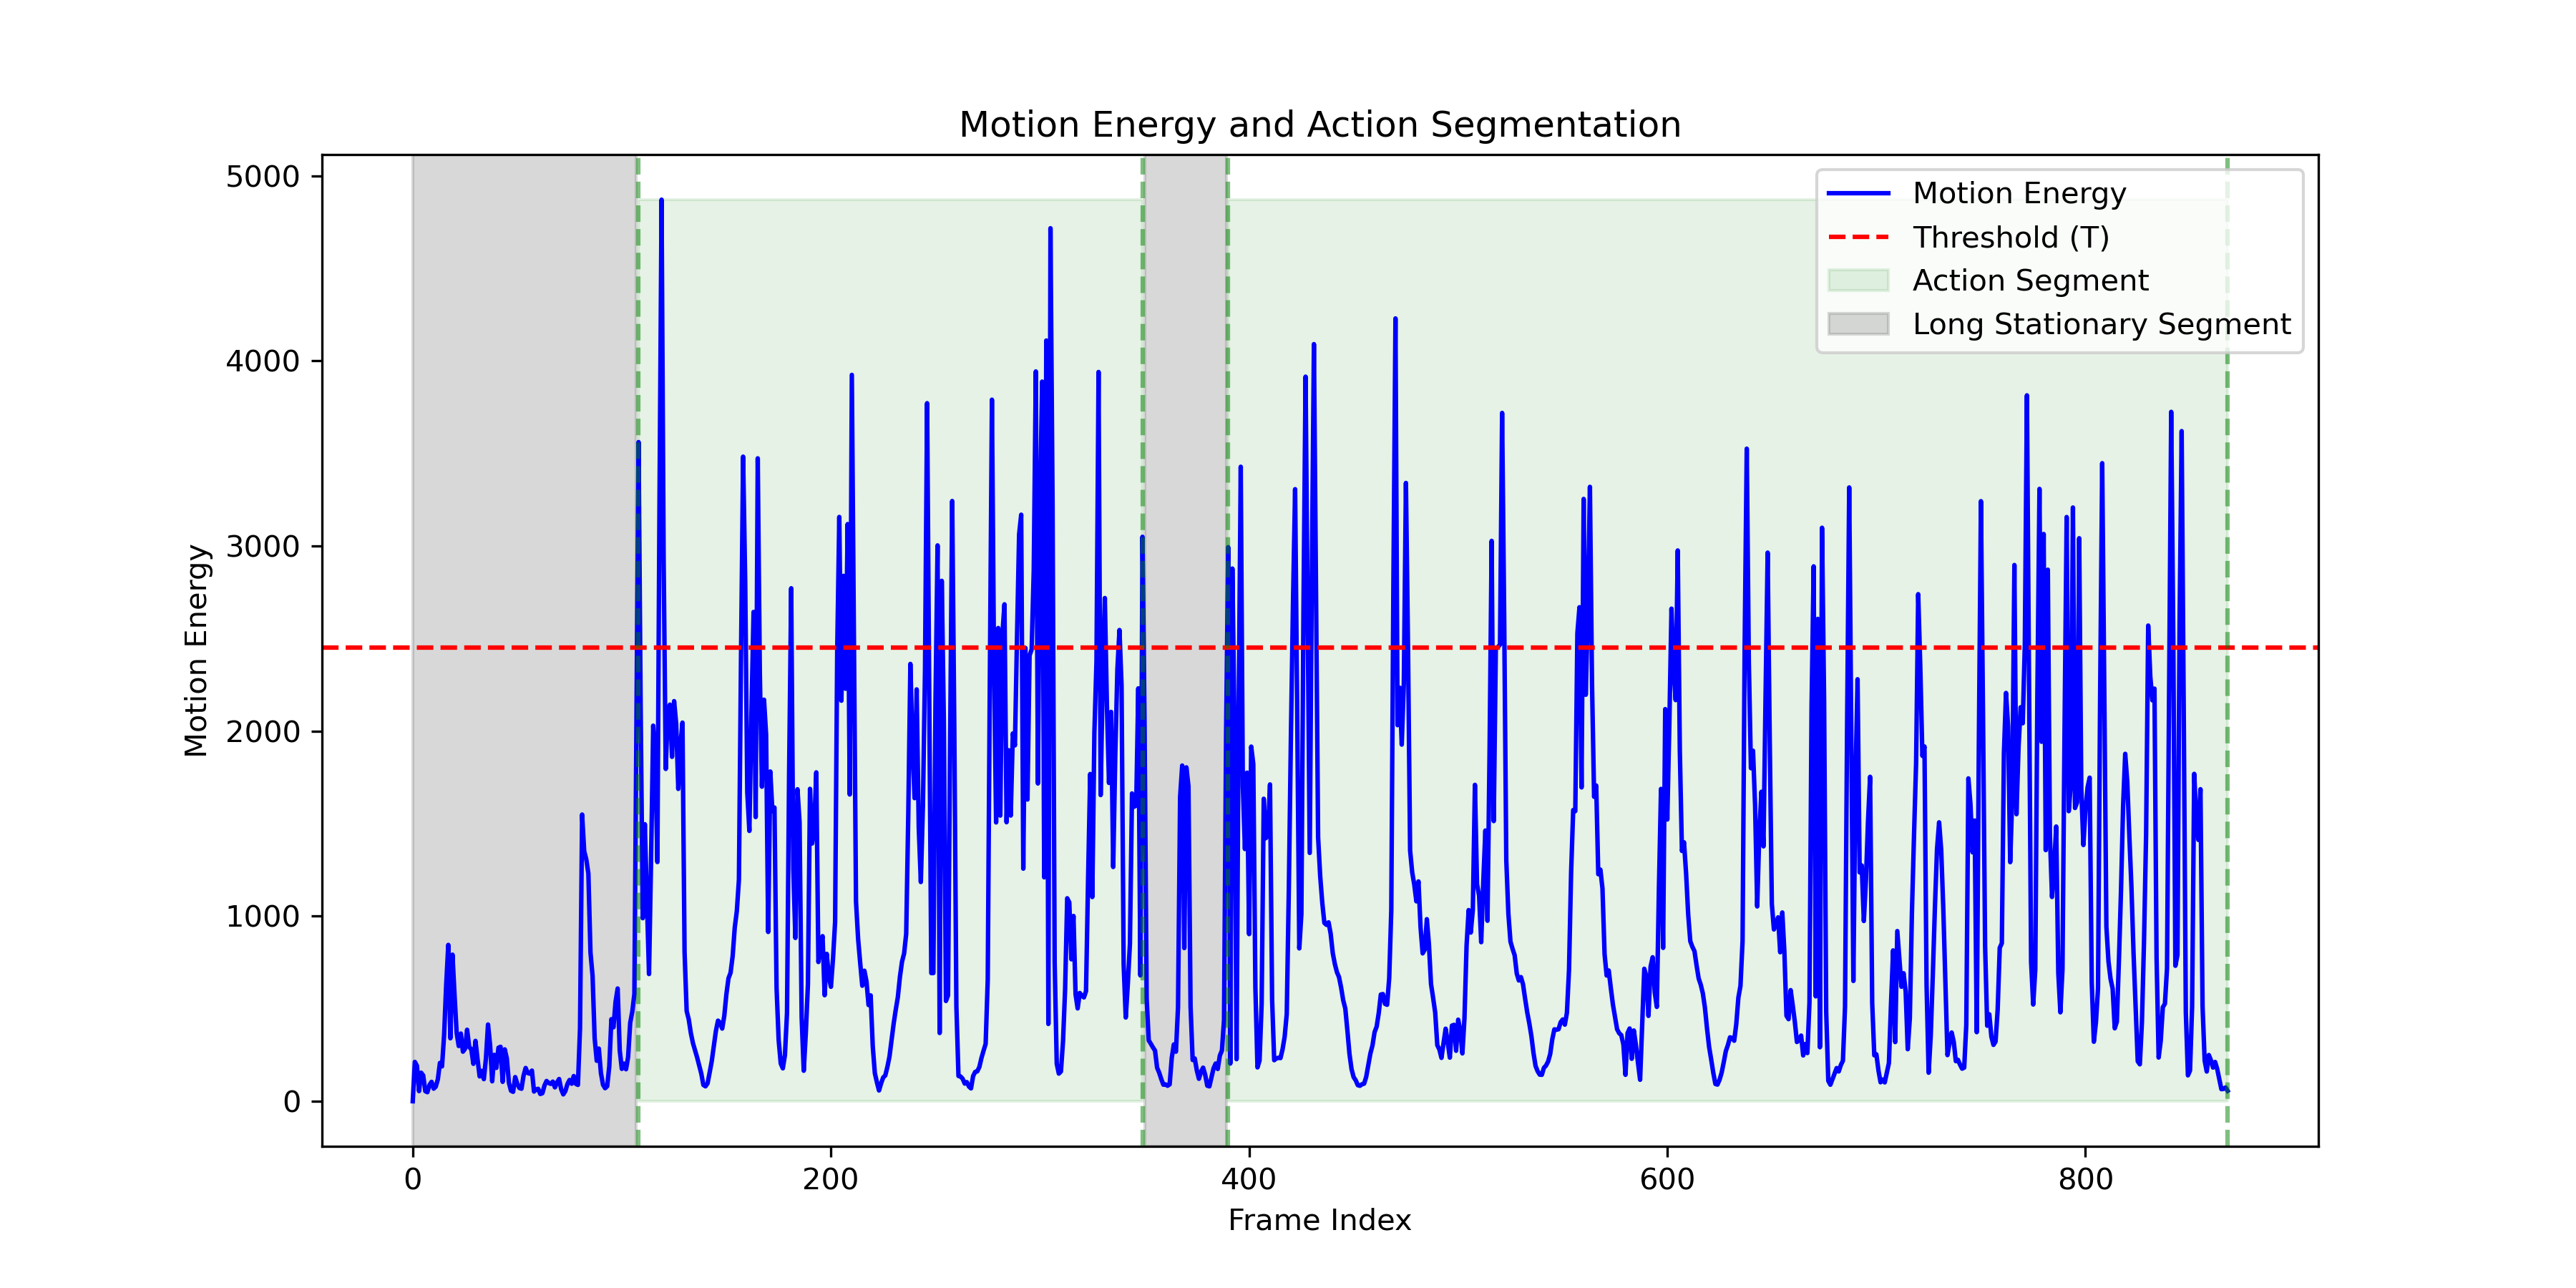 Motion Energy and Action Segmentation
Motion Energy
5000
4000
3000
2000
1000
0
Motion Energy
Threshold (T)
Action Segment
Long Stationary Segment
0 200 400 600 800
Frame Index